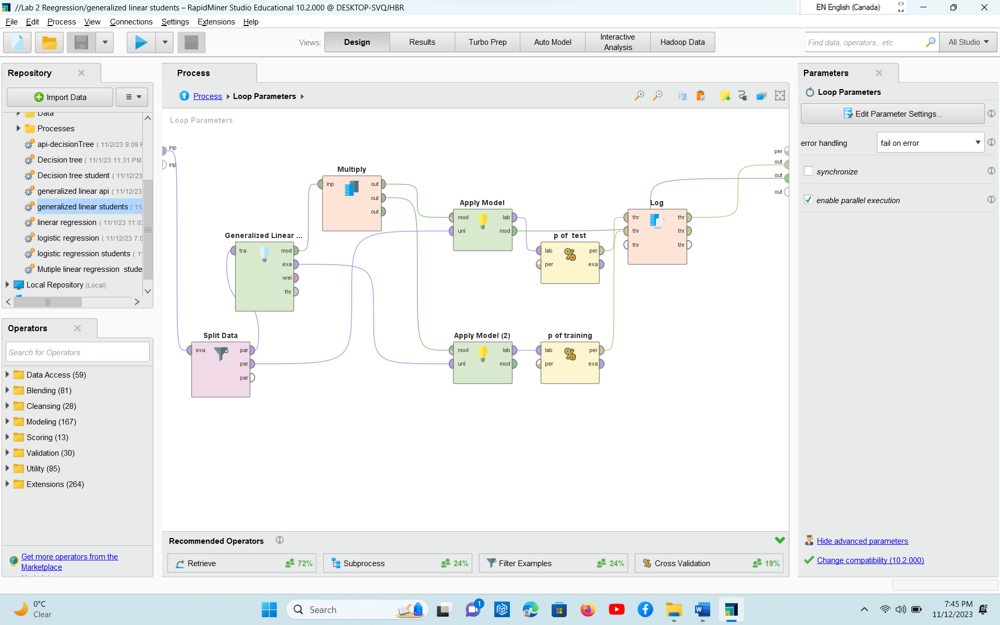 //Lab 2 Reegression/generalized linear students – RapidMiner Studio Educational 10.2.000 @ DESKTOP-SVQJHBR
EN English (Canada)
File Edit Process View Connections Settings Extensions Help
Views: Design Results Turbo Prep Auto Model Interactive Analysis Hadoop Data
Find data, operators...etc All Studio
Repository
Import Data
Data
Processes
api-decisionTree ( 11/2/23 9:09
Decision tree ( 11/1/23 11:31 PM
Decision tree student ( 11/12/23
generalized linear api ( 11/12/23
generalized linear students ( 11
linerar regression ( 11/1/23 11:03
logistic regression ( 11/12/23 7:0
logistic regression students ( 1
Mutiple linear regression stude
Local Repository (Local)
Operators
Search for Operators
Data Access (59)
Blending (81)
Cleansing (28)
Modeling (167)
Scoring (13)
Validation (30)
Utility (85)
Extensions (264)
Get more operators from the
Marketplace
Process
Process Loop Parameters
Loop Parameters
inp
inp
Multiply
inp out
out
out
Generalized Linear ...
tra mod
exa
wei
thr
Split Data
exa par
par
par
Apply Model
mod lab
unl mod
p of test
lab per
per exa
Apply Model (2)
mod lab
unl mod
p of training
lab per
per exa
Log
thr thr
thr thr
thr thr
per
out
out
out
Recommended Operators
Retrieve 72%
Subprocess 24%
Filter Examples 24%
Cross Validation 19%
Parameters
Loop Parameters
Edit Parameter Settings...
error handling fail on error
synchronize
enable parallel execution
Hide advanced parameters
Change compatibility (10.2.000)
0°C
Clear
Search
1
7:45 PM
11/12/2023